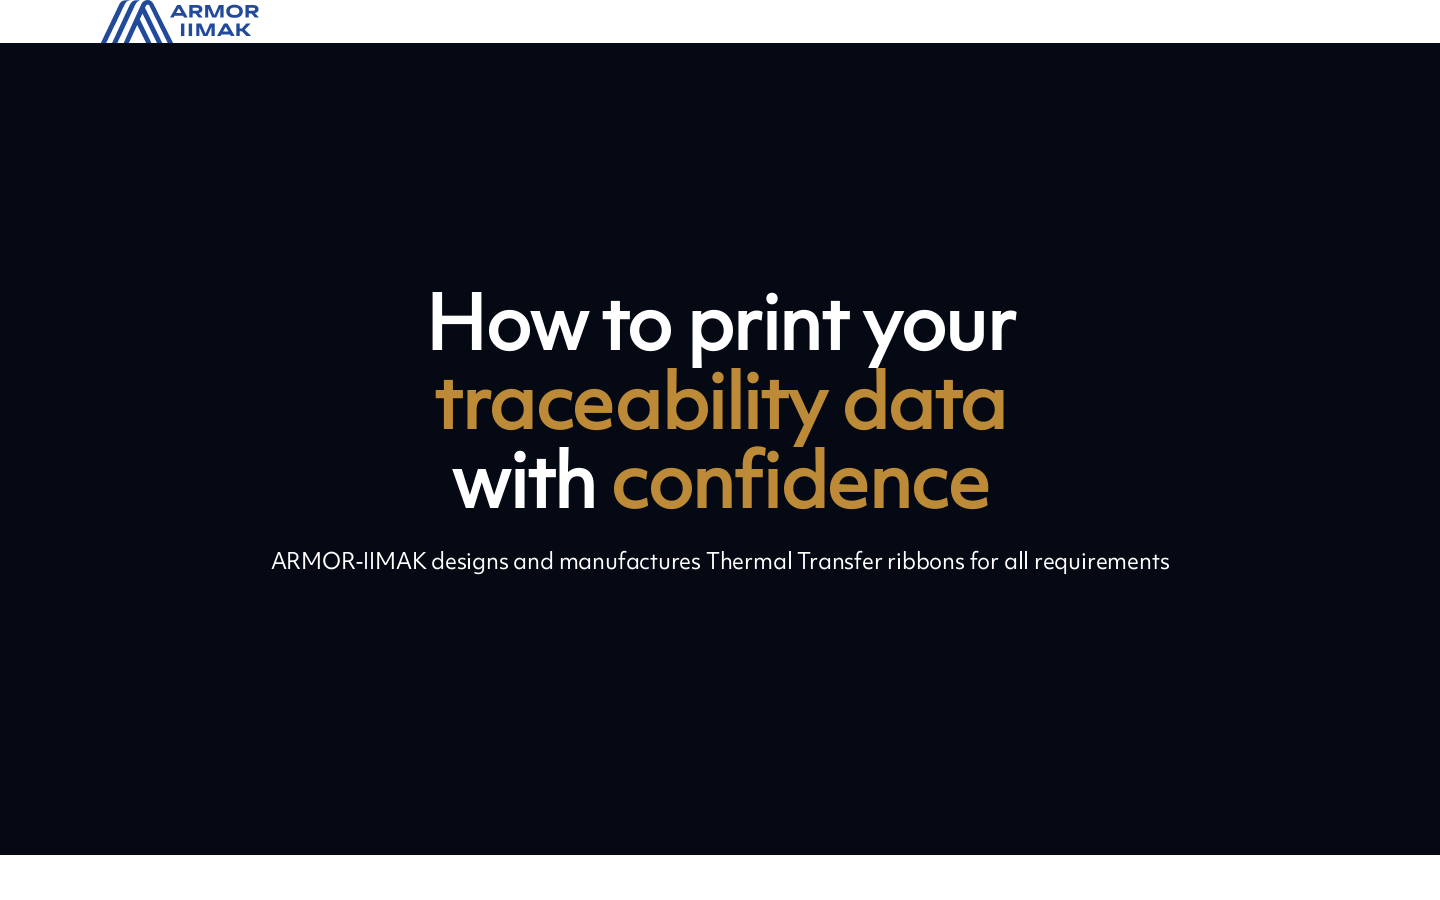 ARMOR
IIMAK
How to print your
traceability data
with confidence
ARMOR-IIMAK designs and manufactures Thermal Transfer ribbons for all requirements